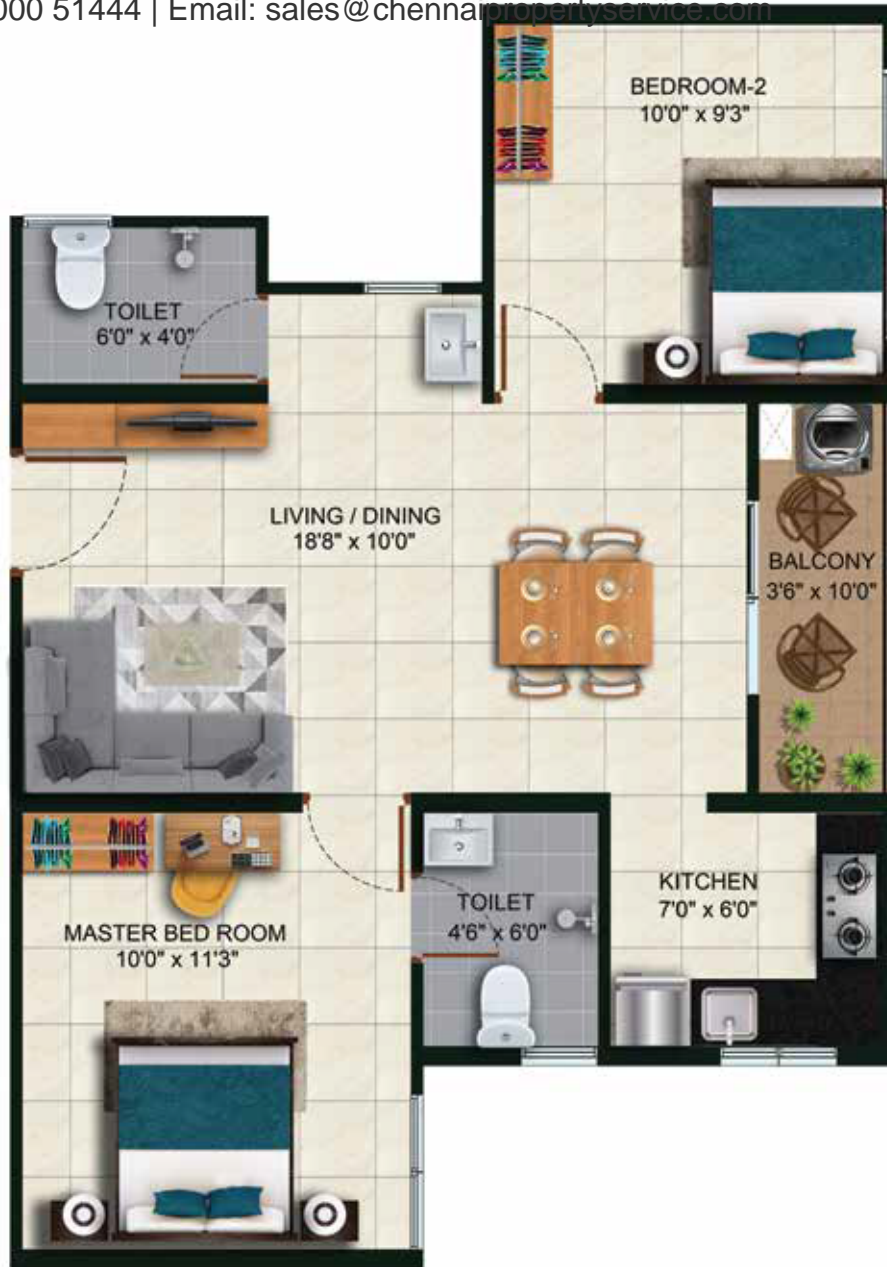 000 51444 | Email: sales@chennaipropertyservice.com
BEDROOM-2
10'0" x 9'3"
TOILET
6'0" x 4'0"
LIVING / DINING
18'8" x 10'0"
BALCONY
3'6" x 10'0"
KITCHEN
7'0" x 6'0"
TOILET
4'6" x 6'0"
MASTER BED ROOM
10'0" x 11'3"